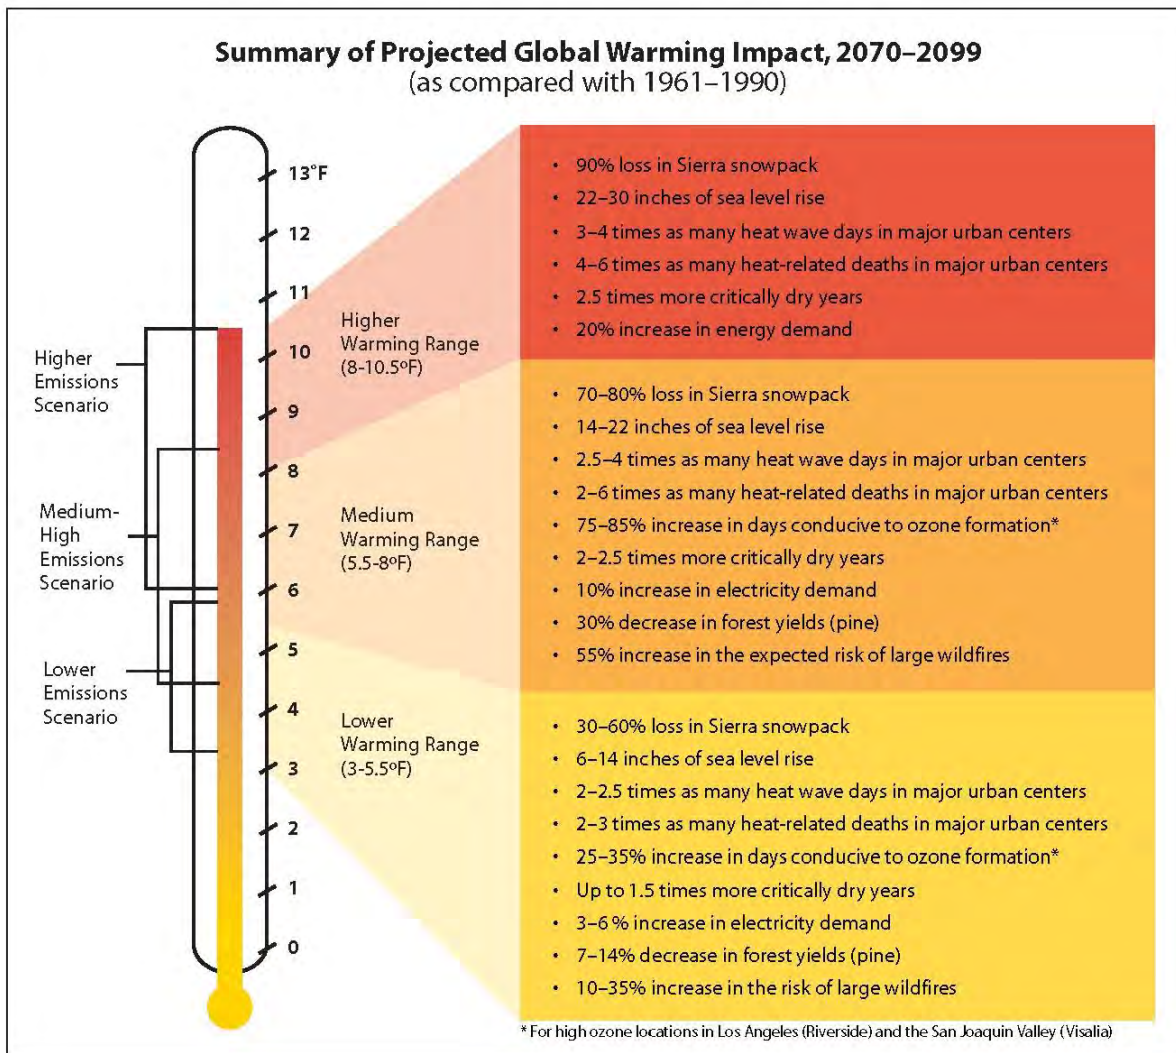 Summary of Projected Global Warming Impact, 2070–2099
(as compared with 1961–1990)
13°F
12
11
10
9
8
7
6
5
4
3
2
1
0
Higher
Emissions
Scenario
Medium-
High
Emissions
Scenario
Lower
Emissions
Scenario
Higher
Warming Range
(8-10.5ºF)
Medium
Warming Range
(5.5-8ºF)
Lower
Warming Range
(3-5.5ºF)
• 90% loss in Sierra snowpack
• 22–30 inches of sea level rise
• 3–4 times as many heat wave days in major urban centers
• 4–6 times as many heat-related deaths in major urban centers
• 2.5 times more critically dry years
• 20% increase in energy demand
• 70–80% loss in Sierra snowpack
• 14–22 inches of sea level rise
• 2.5–4 times as many heat wave days in major urban centers
• 2–6 times as many heat-related deaths in major urban centers
• 75–85% increase in days conducive to ozone formation*
• 2–2.5 times more critically dry years
• 10% increase in electricity demand
• 30% decrease in forest yields (pine)
• 55% increase in the expected risk of large wildfires
• 30–60% loss in Sierra snowpack
• 6–14 inches of sea level rise
• 2–2.5 times as many heat wave days in major urban centers
• 2–3 times as many heat-related deaths in major urban centers
• 25–35% increase in days conducive to ozone formation*
• Up to 1.5 times more critically dry years
• 3–6% increase in electricity demand
• 7–14% decrease in forest yields (pine)
• 10–35% increase in the risk of large wildfires
* For high ozone locations in Los Angeles (Riverside) and the San Joaquin Valley (Visalia)